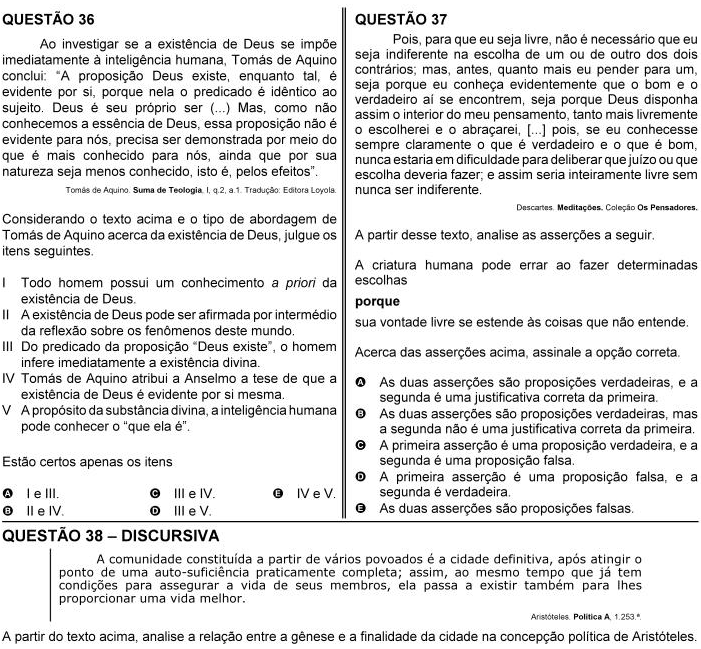 QUESTÃO 36
Ao investigar se a existência de Deus se impõe
imediatamente à inteligência humana, Tomás de Aquino
conclui: “A proposição Deus existe, enquanto tal, é
evidente por si, porque nela o predicado é idêntico ao
sujeito. Deus é seu próprio ser (...) Mas, como não
conhecemos a essência de Deus, essa proposição não é
evidente para nós, precisa ser demonstrada por meio do
que é mais conhecido para nós, ainda que por sua
natureza seja menos conhecido, isto é, pelos efeitos”.
Tomás de Aquino. Suma de Teologia, I, q.2, a.1. Tradução: Editora Loyola.
Considerando o texto acima e o tipo de abordagem de
Tomás de Aquino acerca da existência de Deus, julgue os
itens seguintes.
I Todo homem possui um conhecimento a priori da
existência de Deus.
II A existência de Deus pode ser afirmada por intermédio
da reflexão sobre os fenômenos deste mundo.
III Do predicado da proposição “Deus existe”, o homem
infere imediatamente a existência divina.
IV Tomás de Aquino atribui a Anselmo a tese de que a
existência de Deus é evidente por si mesma.
V A propósito da substância divina, a inteligência humana
pode conhecer o “que ela é”.
Estão certos apenas os itens
A I e III. C III e IV. E IV e V.
B II e IV. D III e V.
QUESTÃO 37
Pois, para que eu seja livre, não é necessário que eu
seja indiferente na escolha de um ou de outro dos dois
contrários; mas, antes, quanto mais eu pender para um,
seja porque eu conheça evidentemente que o bom e o
verdadeiro aí se encontrem, seja porque Deus disponha
assim o interior do meu pensamento, tanto mais livremente
o escolherei e o abraçarei, [...] pois, se eu conhecesse
sempre claramente o que é verdadeiro e o que é bom,
nunca estaria em dificuldade para deliberar que juízo ou que
escolha deveria fazer; e assim seria inteiramente livre sem
nunca ser indiferente.
Descartes. Meditações. Coleção Os Pensadores.
A partir desse texto, analise as asserções a seguir.
A criatura humana pode errar ao fazer determinadas
escolhas
porque
sua vontade livre se estende às coisas que não entende.
Acerca das asserções acima, assinale a opção correta.
A As duas asserções são proposições verdadeiras, e a
segunda é uma justificativa correta da primeira.
B As duas asserções são proposições verdadeiras, mas
a segunda não é uma justificativa correta da primeira.
C A primeira asserção é uma proposição verdadeira, e a
segunda é uma proposição falsa.
D A primeira asserção é uma proposição falsa, e a
segunda é verdadeira.
E As duas asserções são proposições falsas.
QUESTÃO 38 – DISCURSIVA
A comunidade constituída a partir de vários povoados é a cidade definitiva, após atingir o
ponto de uma auto-suficiência praticamente completa; assim, ao mesmo tempo que já tem
condições para assegurar a vida de seus membros, ela passa a existir também para lhes
proporcionar uma vida melhor.
Aristóteles. Política A, 1.253.ª.
A partir do texto acima, analise a relação entre a gênese e a finalidade da cidade na concepção política de Aristóteles.